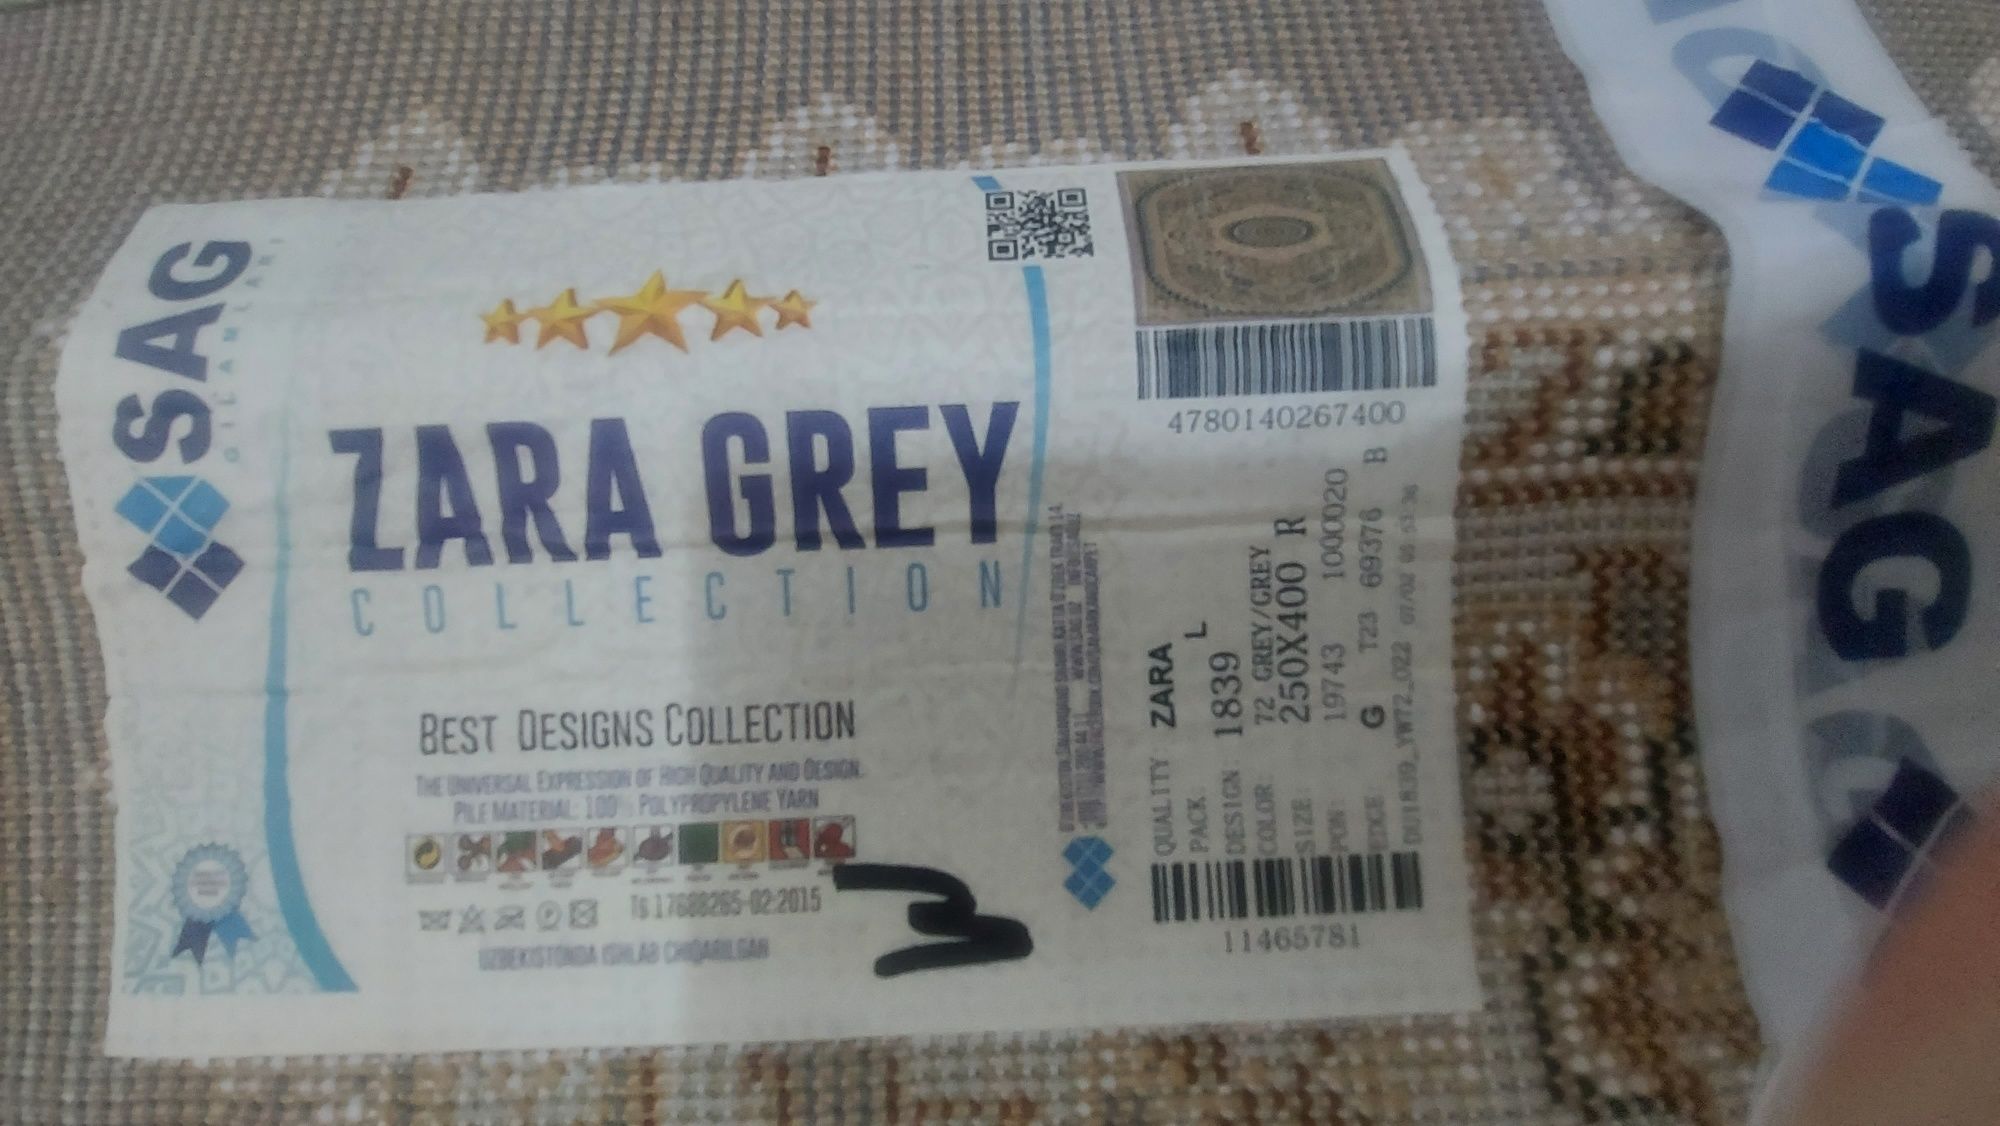 SAG
GILAMLARI
ZARA GREY
COLLECTION
BEST DESIGNS COLLECTION
THE UNIVERSAL EXPRESSION OF HIGH QUALITY AND DESIGN.
PILE MATERIAL: 100% POLYPROPYLENE YARN
Ts 17688265-02:2015
UZBEKISTONDA ISHLAB CHIQARILGAN
4780140267400
QUALITY: ZARA
PACK: L
DESIGN: 1839
COLOR: 72 GREY/GREY
SIZE: 250X400 R
PON: 19743 1000020
EDGE: G T23 69376 B
11465781
SAG